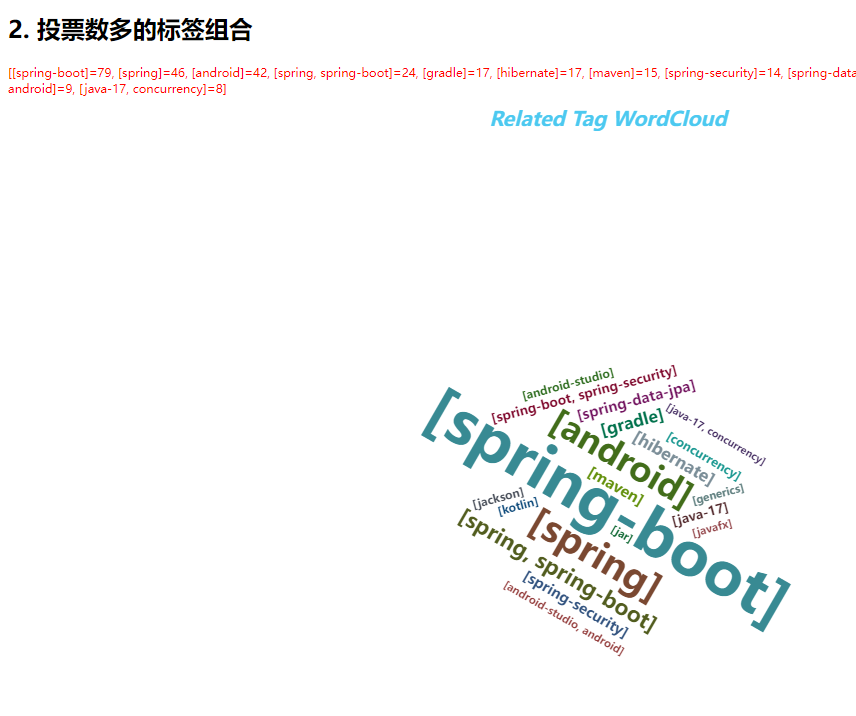 2. 投票数多的标签组合
[[spring-boot]=79, [spring]=46, [android]=42, [spring, spring-boot]=24, [gradle]=17, [hibernate]=17, [maven]=15, [spring-security]=14, [spring-data
android]=9, [java-17, concurrency]=8]
Related Tag WordCloud
[android-studio]
[spring-boot, spring-security]
[spring-data-jpa]
[java-17, concurrency]
[gradle]
[android]
[hibernate]
[concurrency]
[spring-boot]
[maven]
[generics]
[jackson]
[kotlin]
[java-17]
[javafx]
[jar]
[spring]
[spring, spring-boot]
[spring-security]
[android-studio, android]